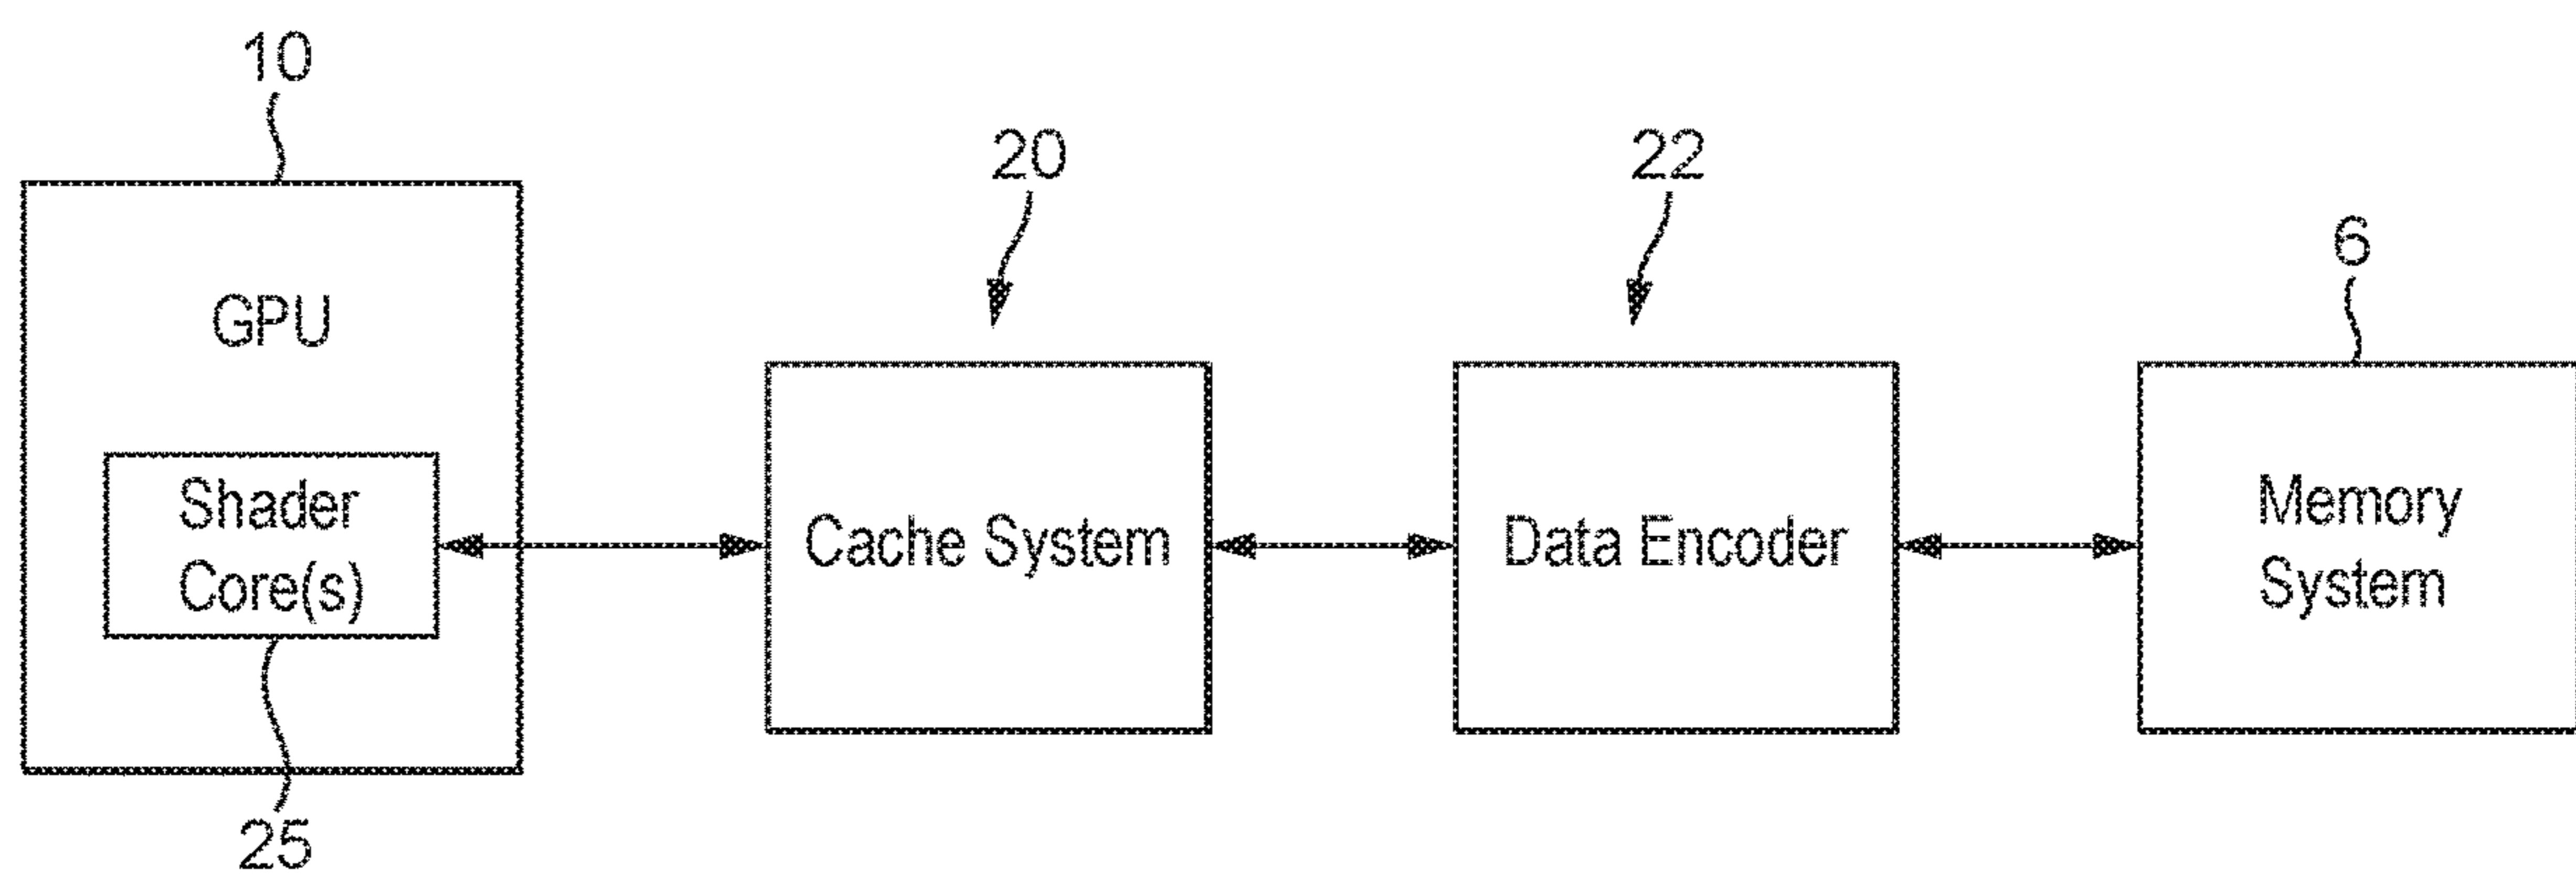 10
20
22
6
GPU
Shader
Core(s)
Cache System
Data Encoder
Memory
System
25